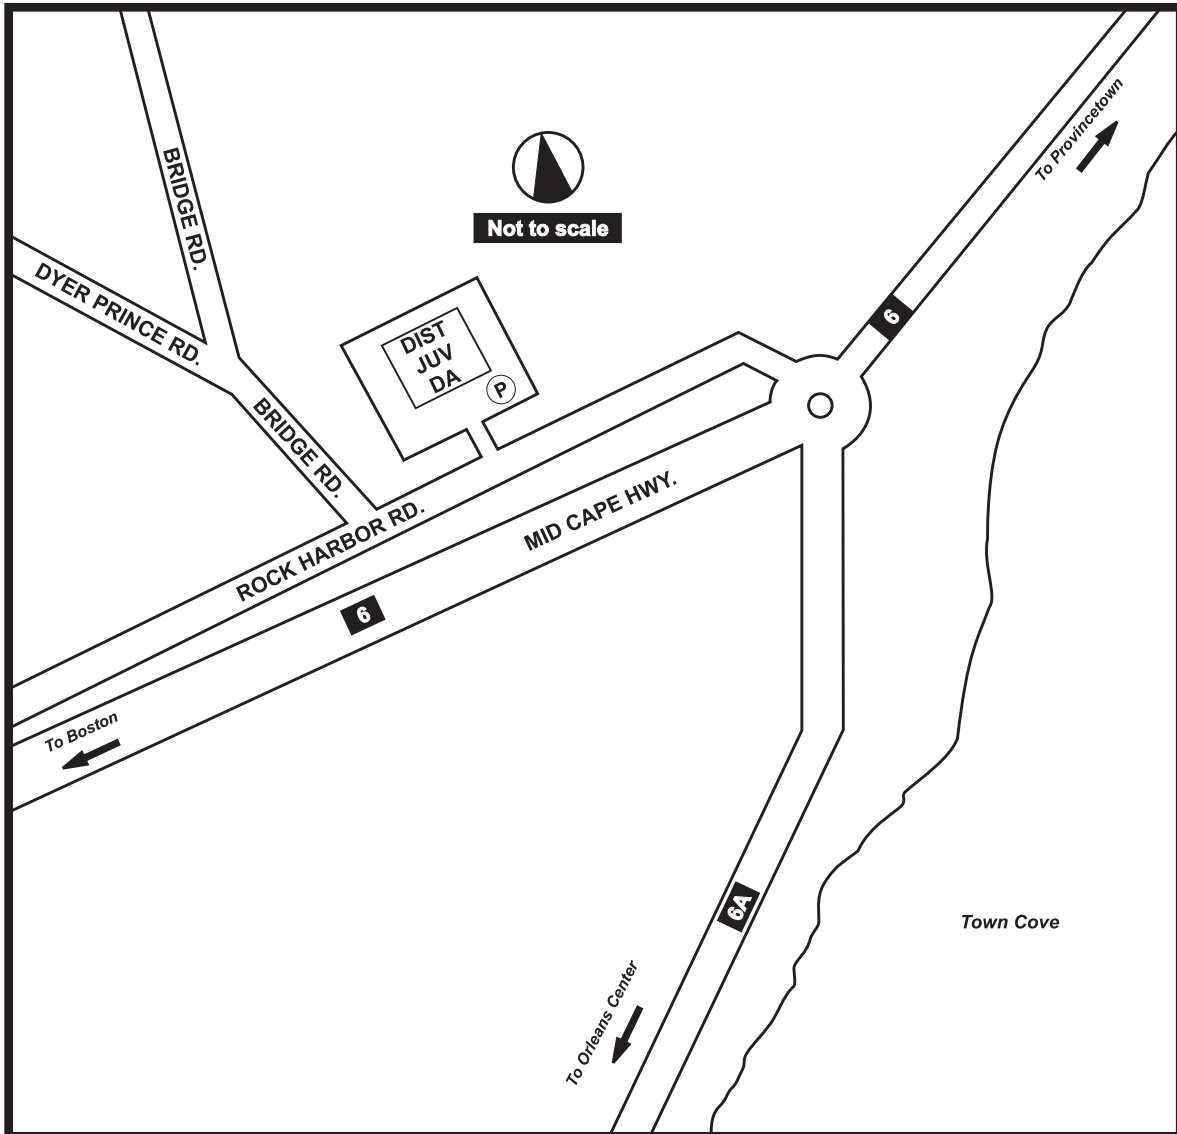 BRIDGE RD.
To Provincetown
Not to scale
DYER PRINCE RD.
6
DIST
JUV
DA
P
BRIDGE RD.
ROCK HARBOR RD.
MID CAPE HWY.
6
To Boston
6A
Town Cove
To Orleans Center